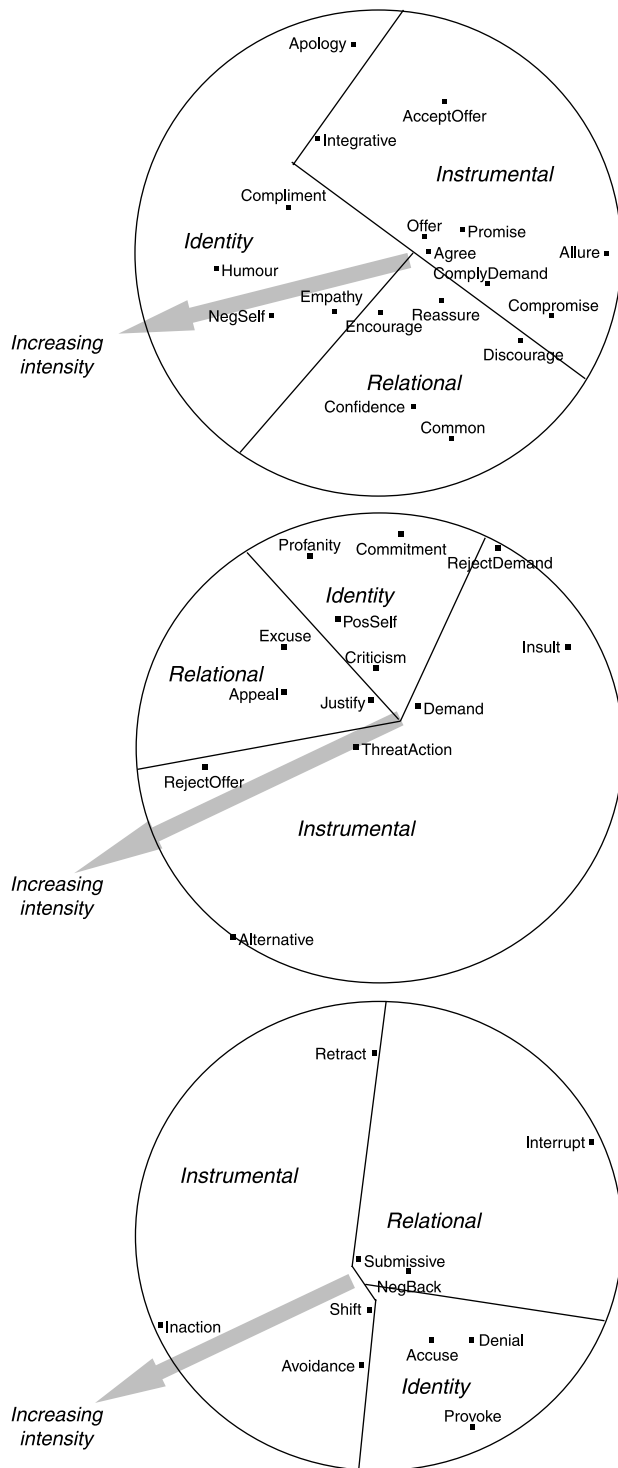 Apology
AcceptOffer
Integrative
Instrumental
Compliment
Offer
Promise
Identity
Agree
Allure
Humour
ComplyDemand
Empathy
Reassure
Compromise
NegSelf
Encourage
Increasing
intensity
Discourage
Relational
Confidence
Common
Profanity
Commitment
RejectDemand
Identity
PosSelf
Excuse
Insult
Criticism
Relational
Appeal
Justify
Demand
ThreatAction
RejectOffer
Instrumental
Increasing
intensity
Alternative
Retract
Interrupt
Instrumental
Relational
Submissive
NegBack
Shift
Inaction
Denial
Accuse
Avoidance
Identity
Increasing
intensity
Provoke